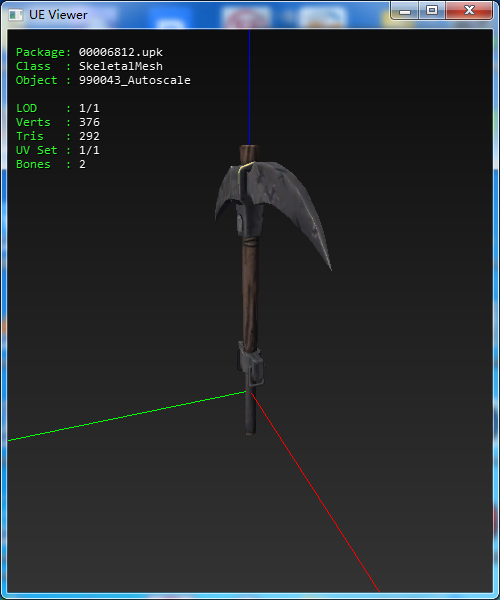 UE Viewer
Package: 00006812.upk
Class : SkeletalMesh
Object : 990043_Autoscale
LOD : 1/1
Verts : 376
Tris : 292
UV Set : 1/1
Bones : 2